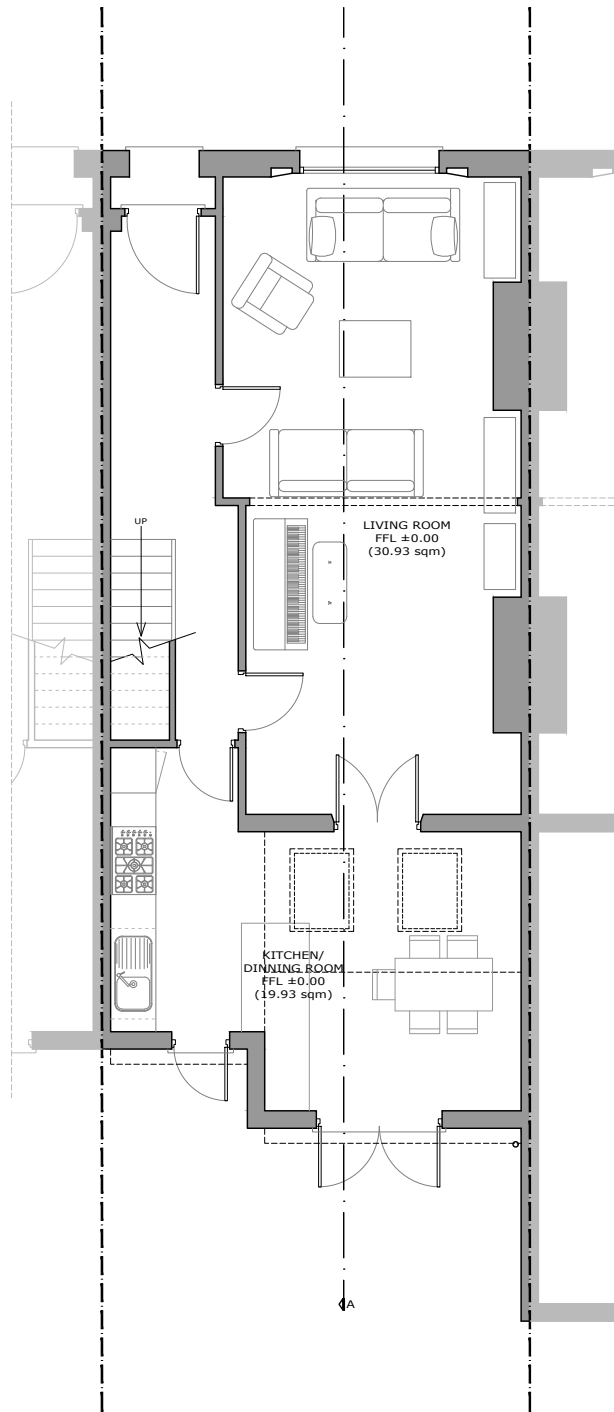 UP
LIVING ROOM
FFL ±0.00
(30.93 sqm)
KITCHEN/
DINNING ROOM
FFL ±0.00
(19.93 sqm)
A